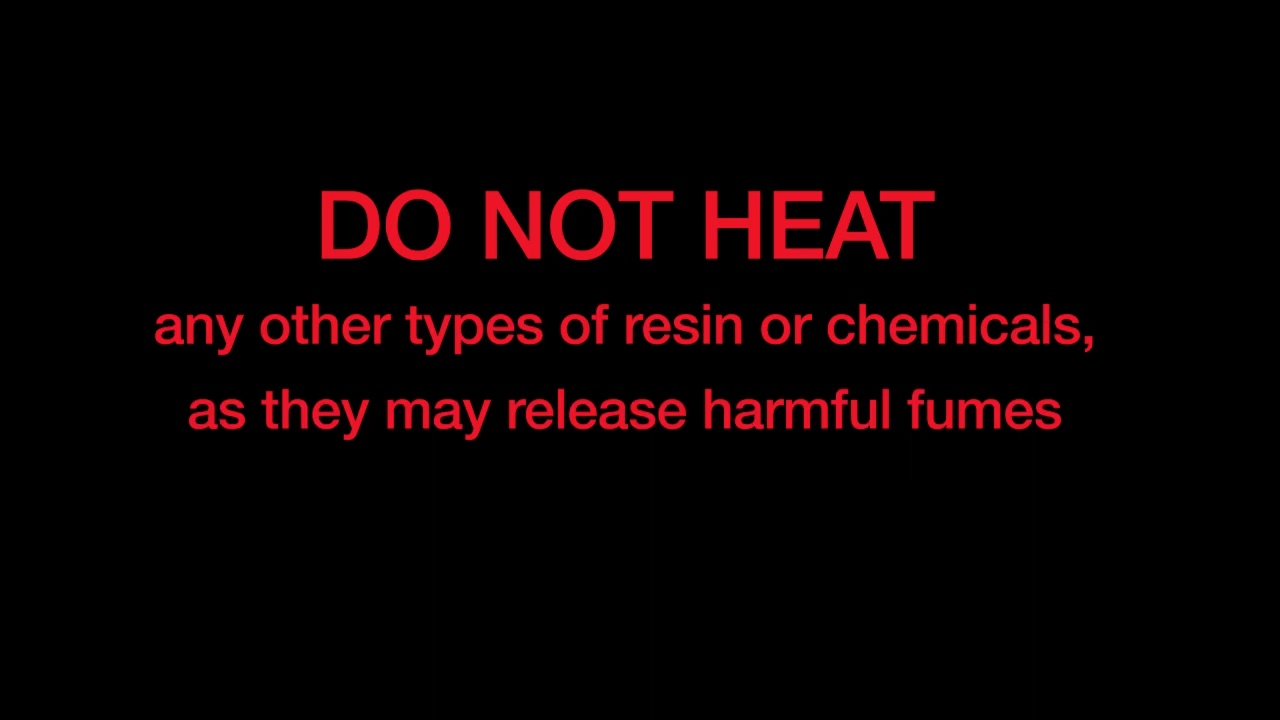 DO NOT HEAT
any other types of resin or chemicals,
as they may release harmful fumes